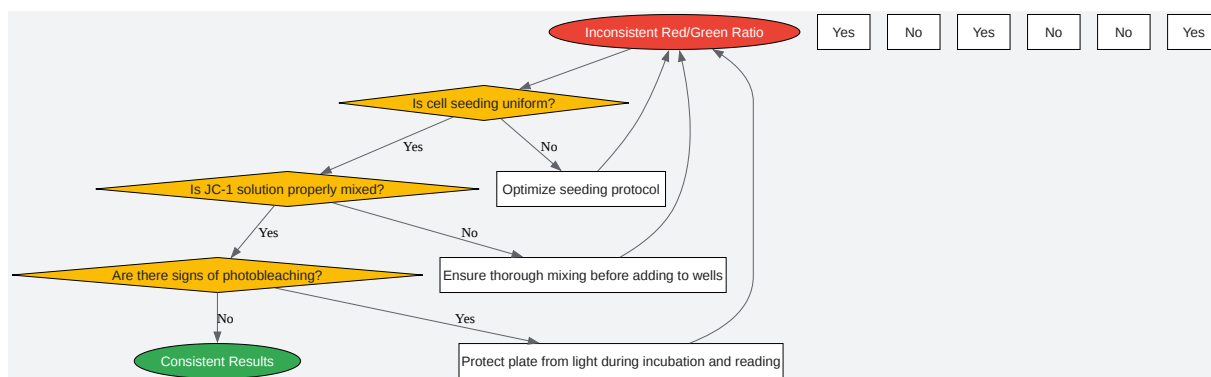 Inconsistent Red/Green Ratio
Yes
No
Yes
No
No
Yes
Is cell seeding uniform?
Yes
No
Is JC-1 solution properly mixed?
Optimize seeding protocol
Yes
No
Are there signs of photobleaching?
Ensure thorough mixing before adding to wells
No
Yes
Consistent Results
Protect plate from light during incubation and reading